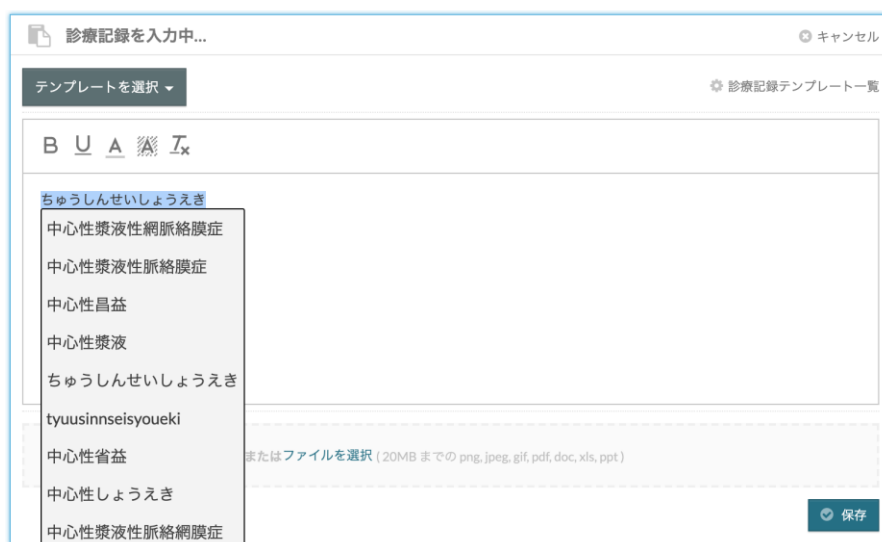 診療記録を入力中...
キャンセル
テンプレートを選択
診療記録テンプレート一覧
B U A A Tx
ちゅうしんせいしょうえき
中心性漿液性網脈絡膜症
中心性漿液性脈絡膜症
中心性昌益
中心性漿液
ちゅうしんせいしょうえき
tyuusinnseisyoueki
中心性省益
またはファイルを選択 ( 20MB までの png, jpeg, gif, pdf, doc, xls, ppt )
中心性しょうえき
中心性漿液性脈絡網膜症
保存